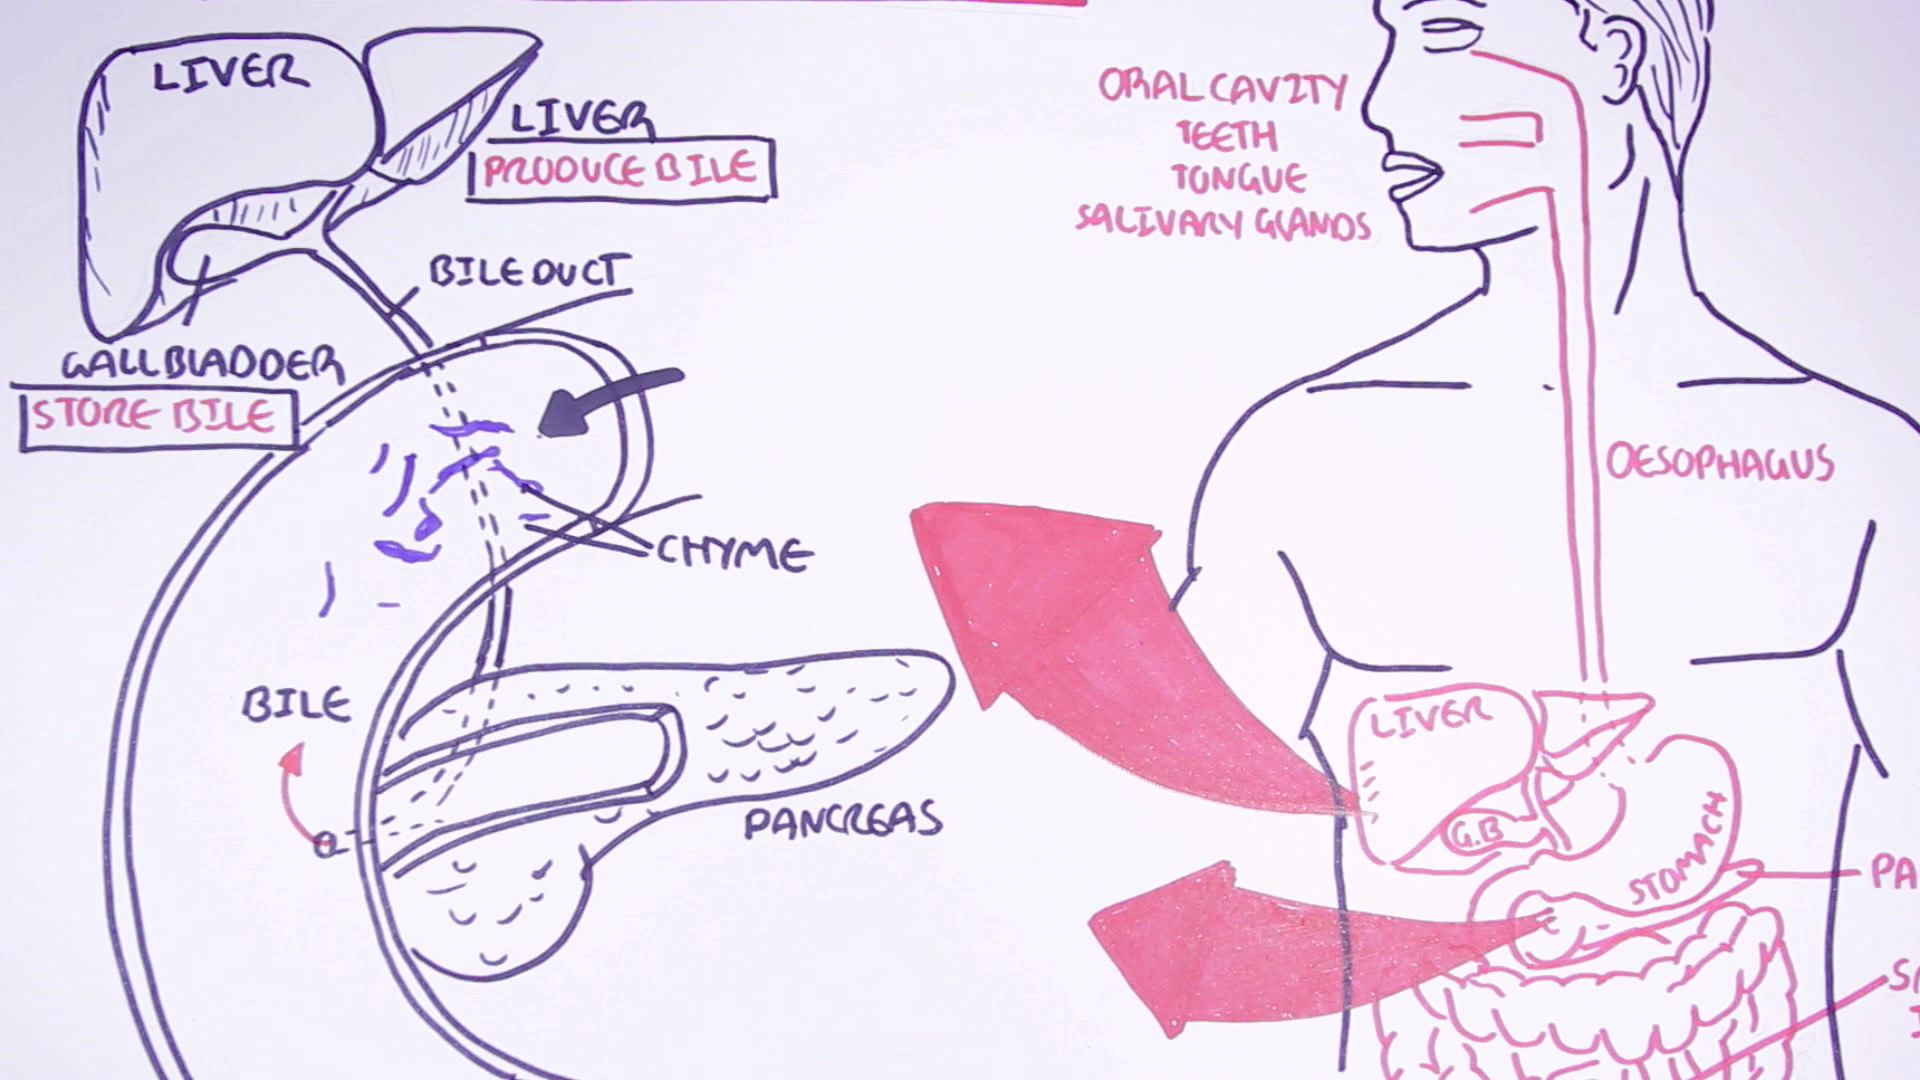 LIVER
LIVER
PRODUCE BILE
BILE DUCT
GALLBLADDER
STORE BILE
CHYME
BILE
PANCREAS
ORAL CAVITY
TEETH
TONGUE
SALIVARY GLANDS
OESOPHAGUS
LIVER
G.B
STOMACH
PA